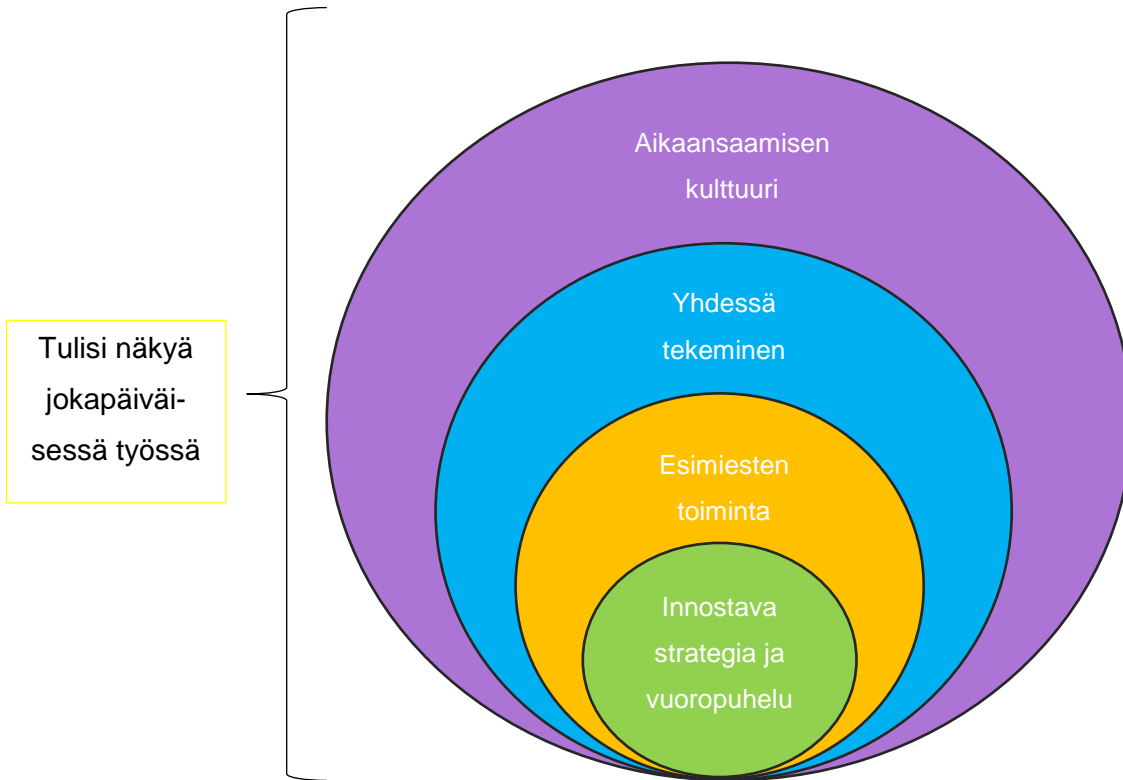 Aikaansaamisen
kulttuuri
Yhdessä
tekeminen
Tulisi näkyä
jokapäiväi-
sessä työssä
Esimiesten
toiminta
Innostava
strategia ja
vuoropuhelu